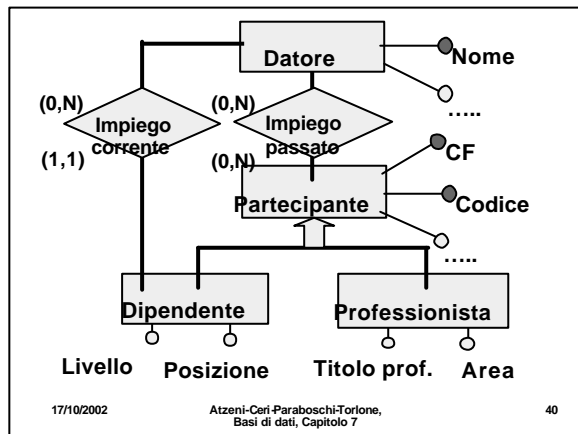 Datore
Nome
…..
(0,N)
(0,N)
Impiego
corrente
Impiego
passato
(1,1)
(0,N)
CF
Partecipante
Codice
…..
Dipendente
Professionista
Livello
Posizione
Titolo prof.
Area
17/10/2002
Atzeni-Ceri-Paraboschi-Torlone,
Basi di dati, Capitolo 7
40